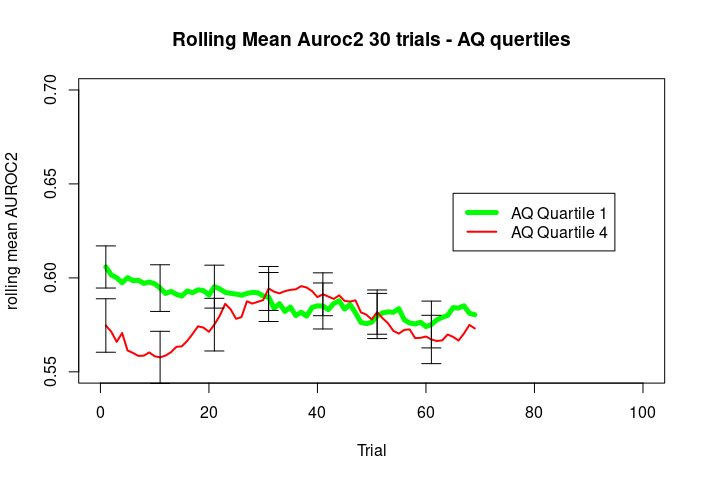 Rolling Mean Auroc2 30 trials - AQ quertiles
rolling mean AUROC2
0.70
0.65
0.60
0.55
AQ Quartile 1
AQ Quartile 4
0 20 40 60 80 100
Trial